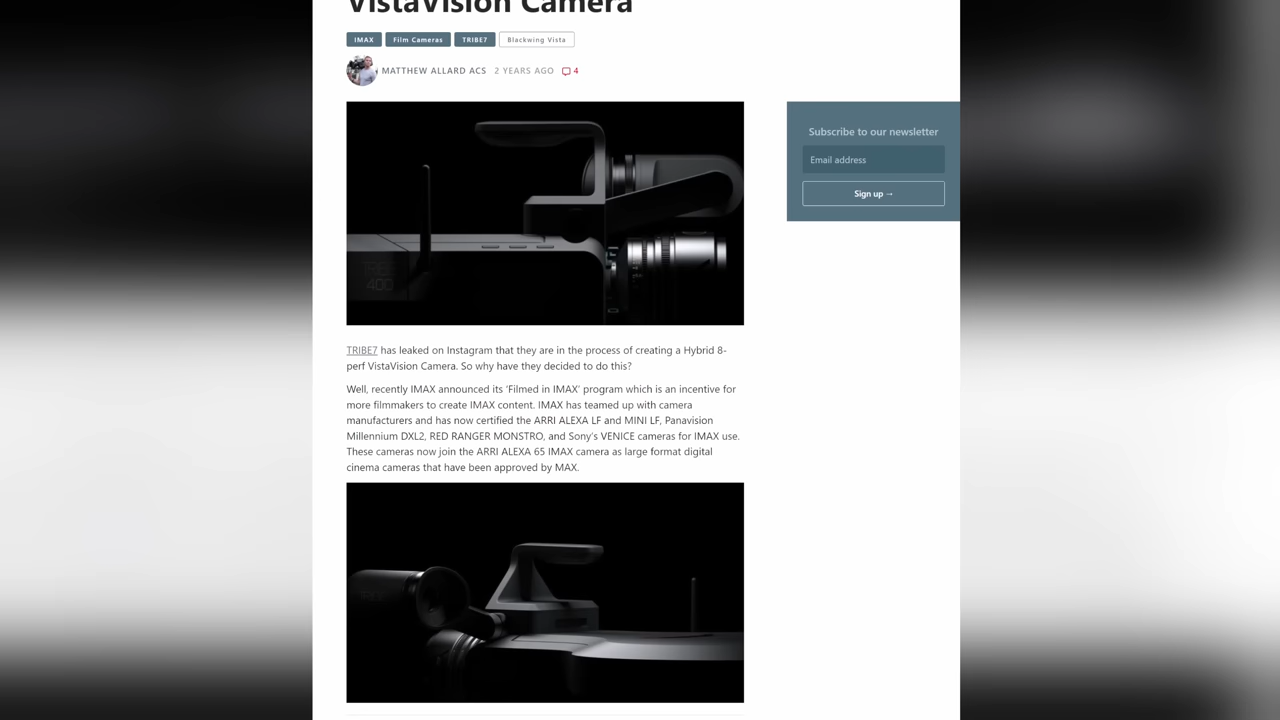 VistaVision Camera
IMAX Film Cameras TRIBE7 Blackwing Vista
MATTHEW ALLARD ACS 2 YEARS AGO 4
Subscribe to our newsletter
Email address
Sign up →
TRIBE
400
TRIBE7 has leaked on Instagram that they are in the process of creating a Hybrid 8-
perf VistaVision Camera. So why have they decided to do this?
Well, recently IMAX announced its 'Filmed in IMAX' program which is an incentive for
more filmmakers to create IMAX content. IMAX has teamed up with camera
manufacturers and has now certified the ARRI ALEXA LF and MINI LF, Panavision
Millennium DXL2, RED RANGER MONSTRO, and Sony's VENICE cameras for IMAX use.
These cameras now join the ARRI ALEXA 65 IMAX camera as large format digital
cinema cameras that have been approved by MAX.
TRIBE